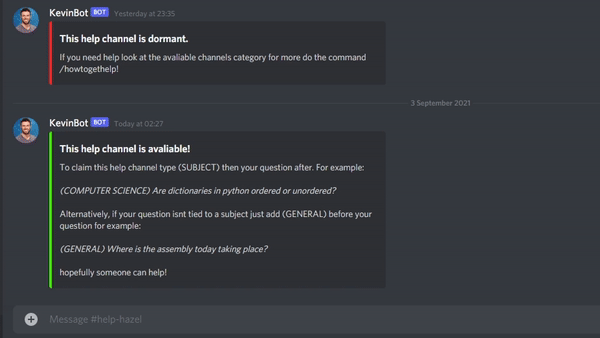 KevinBot BOT Yesterday at 23:35
This help channel is dormant.
If you need help look at the avaliable channels category for more do the command
/howtogethelp!
3 September 2021
KevinBot BOT Today at 02:27
This help channel is avaliable!
To claim this help channel type (SUBJECT) then your question after. For example:
(COMPUTER SCIENCE) Are dictionaries in python ordered or unordered?
Alternatively, if your question isnt tied to a subject just add (GENERAL) before your
question for example:
(GENERAL) Where is the assembly today taking place?
hopefully someone can help!
Message #help-hazel